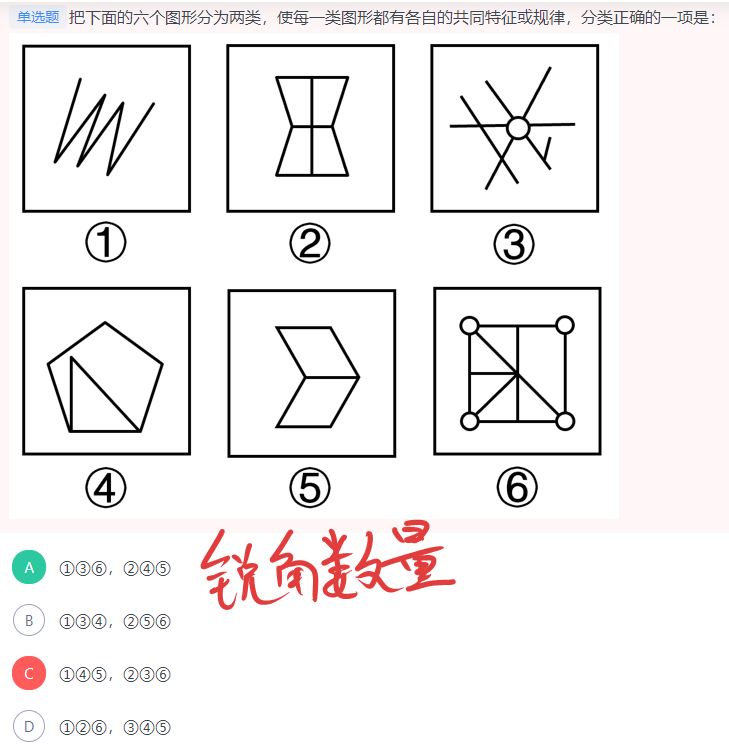 单选题 把下面的六个图形分为两类，使每一类图形都有各自的共同特征或规律，分类正确的一项是：
① ② ③
④ ⑤ ⑥
锐角数量
A ①③⑥，②④⑤
B ①③④，②⑤⑥
C ①④⑤，②③⑥
D ①②⑥，③④⑤